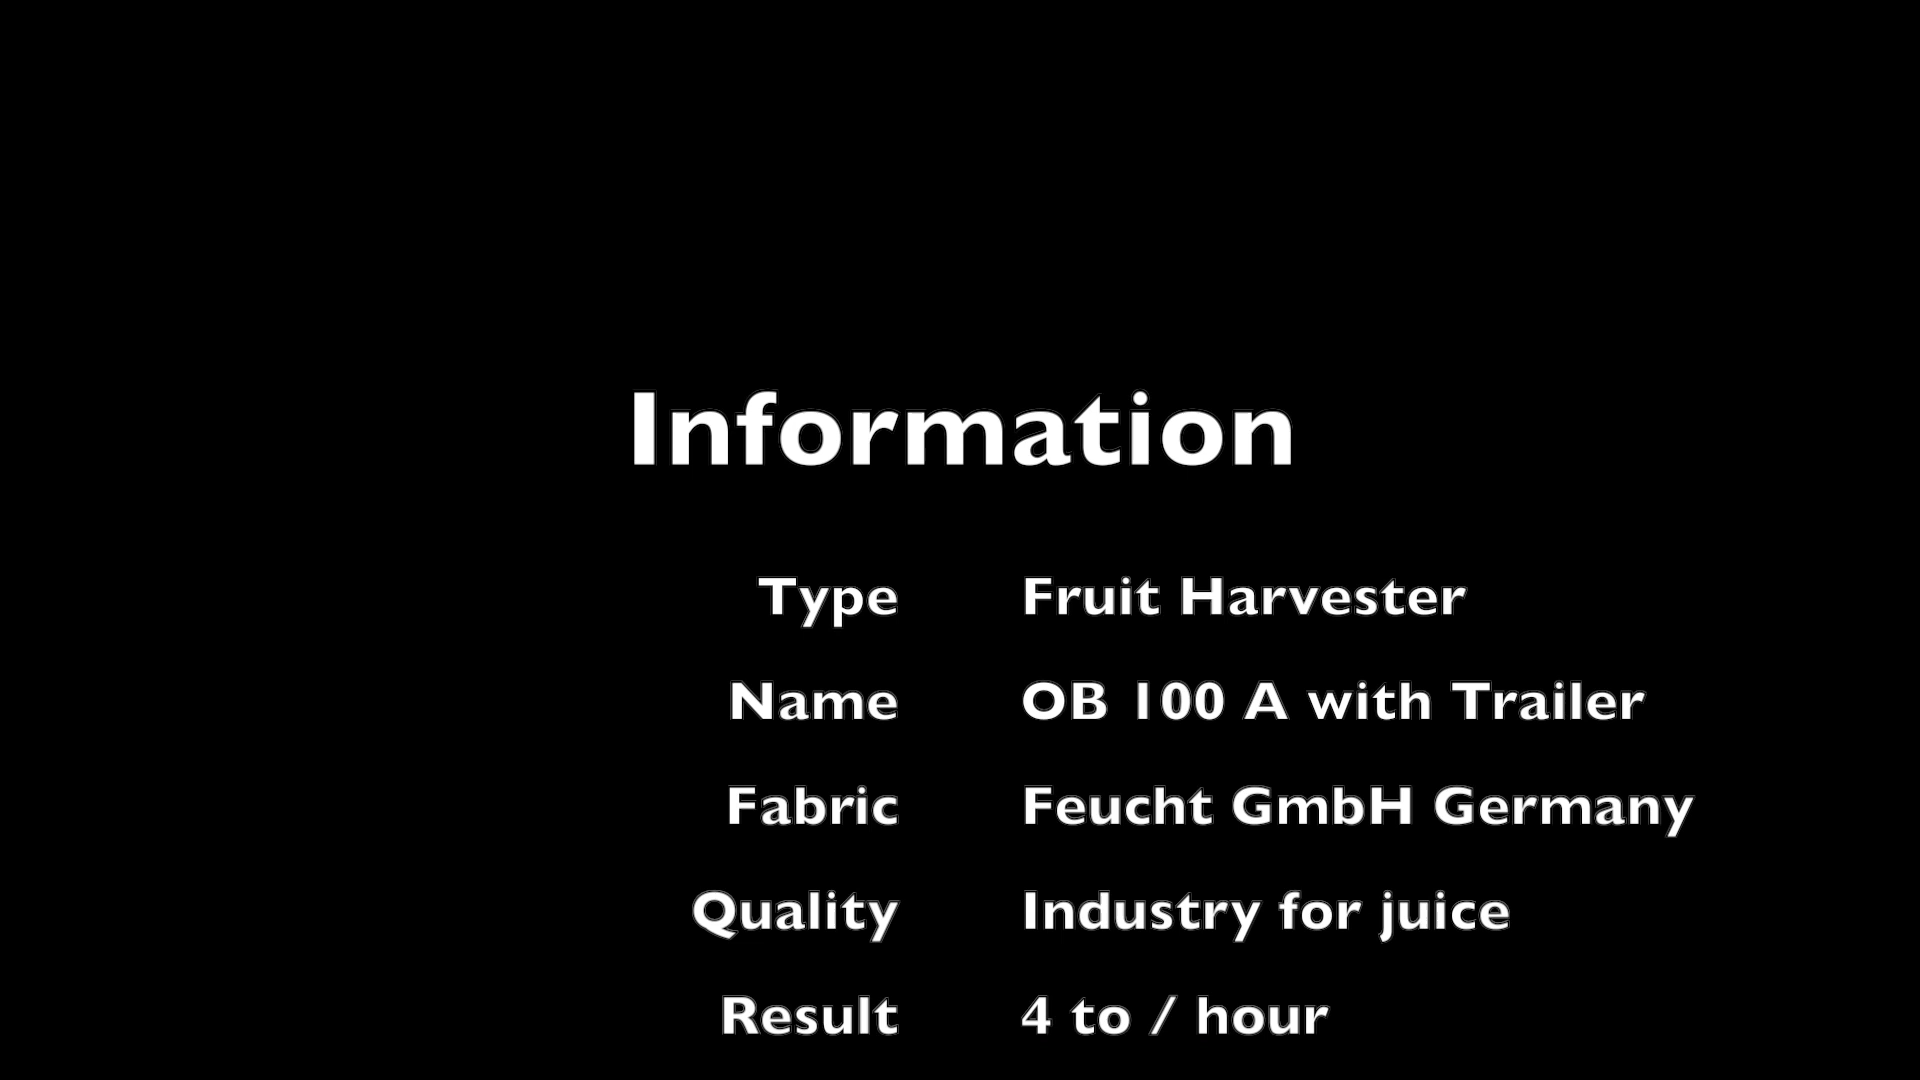 Information
Type Fruit Harvester
Name OB 100 A with Trailer
Fabric Feucht GmbH Germany
Quality Industry for juice
Result 4 to / hour